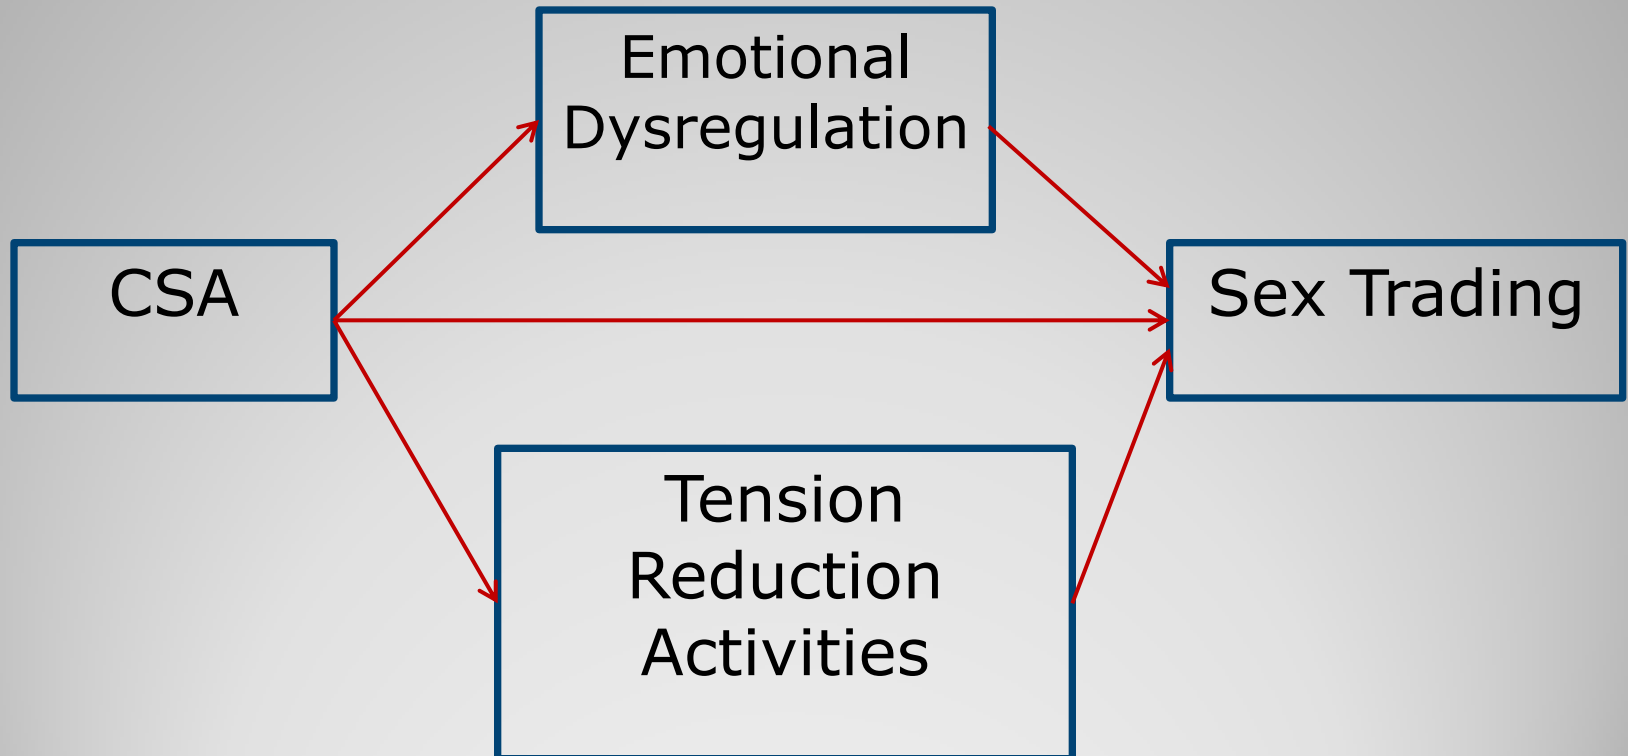 Emotional
Dysregulation
CSA
Sex Trading
Tension
Reduction
Activities